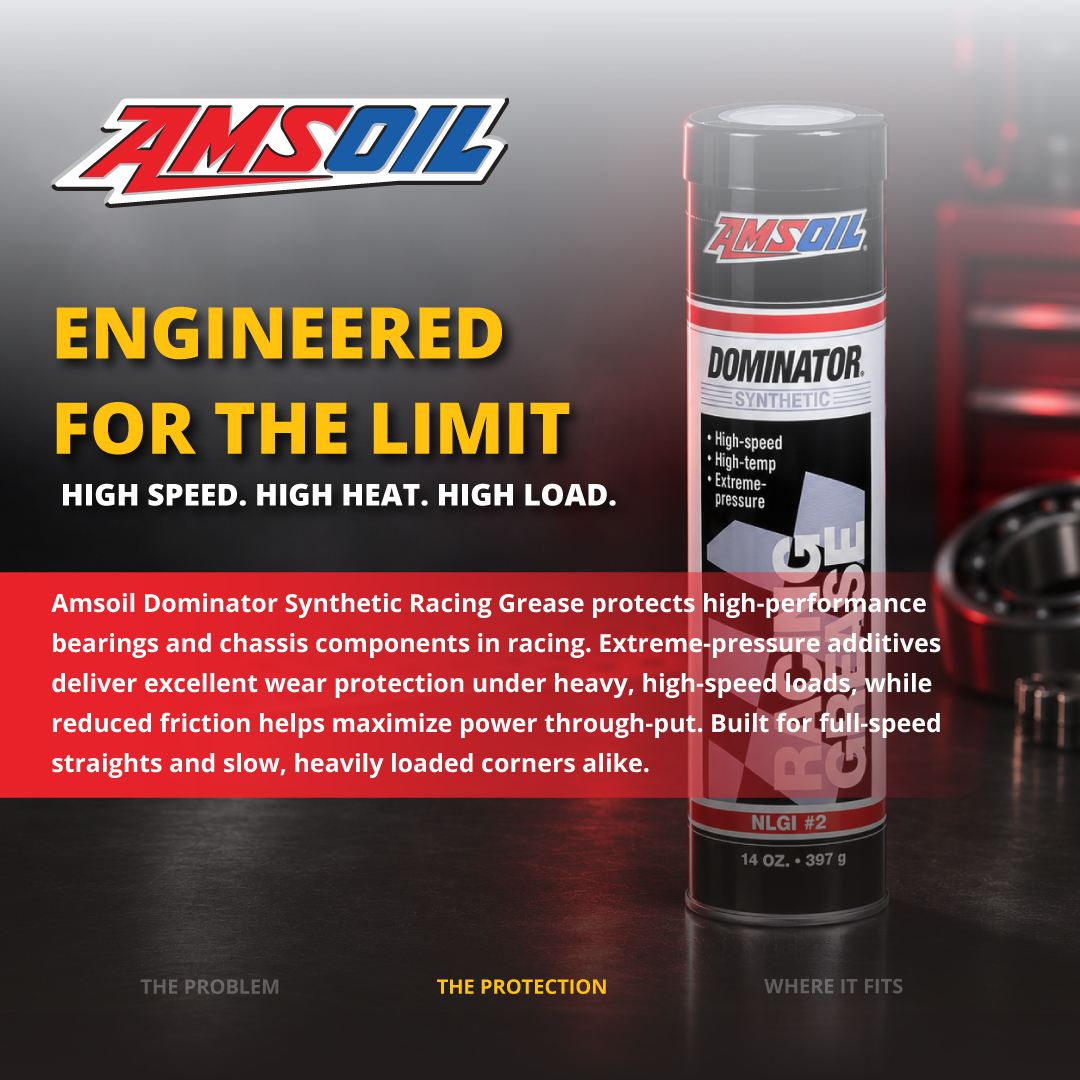 AMSOIL
ENGINEERED
FOR THE LIMIT
HIGH SPEED. HIGH HEAT. HIGH LOAD.
Amsoil Dominator Synthetic Racing Grease protects high-performance
bearings and chassis components in racing. Extreme-pressure additives
deliver excellent wear protection under heavy, high-speed loads, while
reduced friction helps maximize power through-put. Built for full-speed
straights and slow, heavily loaded corners alike.
AMSOIL®
DOMINATOR®
SYNTHETIC
• High-speed
• High-temp
• Extreme-
pressure
RACING
GREASE
NLGI #2
14 OZ. • 397 g
THE PROBLEM
THE PROTECTION
WHERE IT FITS